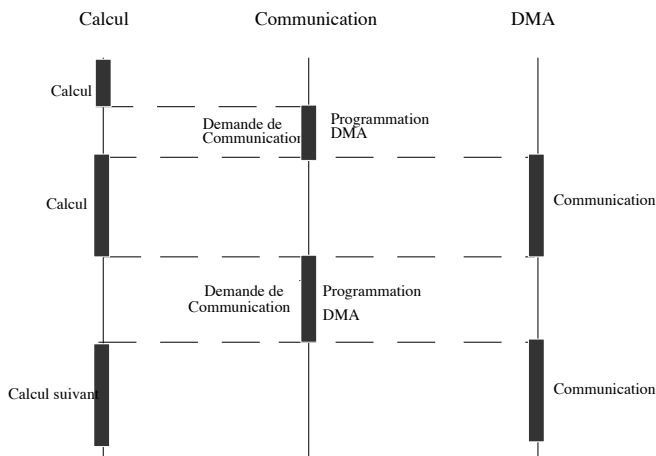 Calcul Communication DMA
Calcul
Demande de
Communication
Programmation
DMA
Calcul
Communication
Demande de
Communication
Programmation
DMA
Calcul suivant
Communication